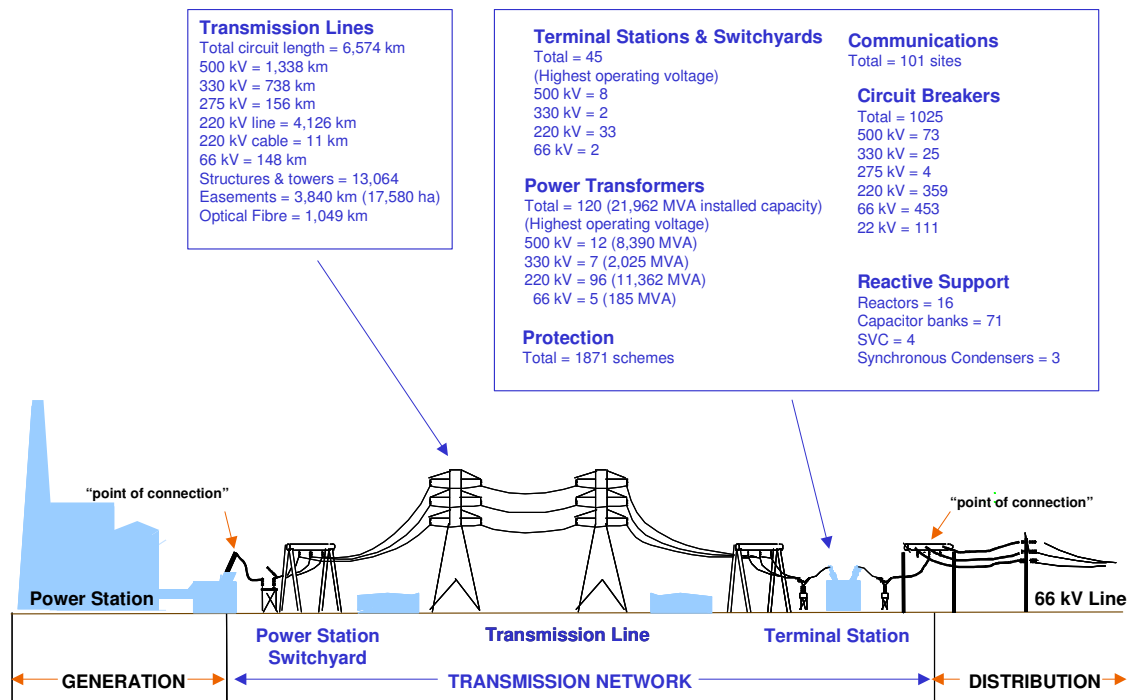 Transmission Lines
Total circuit length = 6,574 km
500 kV = 1,338 km
330 kV = 738 km
275 kV = 156 km
220 kV line = 4,126 km
220 kV cable = 11 km
66 kV = 148 km
Structures & towers = 13,064
Easements = 3,840 km (17,580 ha)
Optical Fibre = 1,049 km
Terminal Stations & Switchyards
Total = 45
(Highest operating voltage)
500 kV = 8
330 kV = 2
220 kV = 33
66 kV = 2
Power Transformers
Total = 120 (21,962 MVA installed capacity)
(Highest operating voltage)
500 kV = 12 (8,390 MVA)
330 kV = 7 (2,025 MVA)
220 kV = 96 (11,362 MVA)
66 kV = 5 (185 MVA)
Protection
Total = 1871 schemes
Communications
Total = 101 sites
Circuit Breakers
Total = 1025
500 kV = 73
330 kV = 25
275 kV = 4
220 kV = 359
66 kV = 453
22 kV = 111
Reactive Support
Reactors = 16
Capacitor banks = 71
SVC = 4
Synchronous Condensers = 3
“point of connection”
“point of connection”
Power Station
66 kV Line
Power Station
Switchyard
Transmission Line
Terminal Station
GENERATION
TRANSMISSION NETWORK
DISTRIBUTION